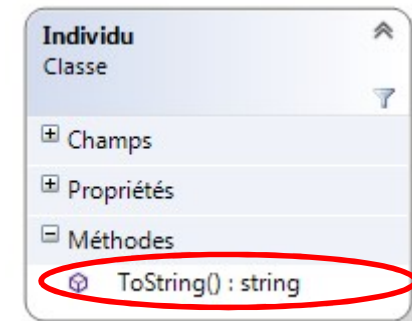 Individu
Classe
Champs
Propriétés
Méthodes
ToString() : string